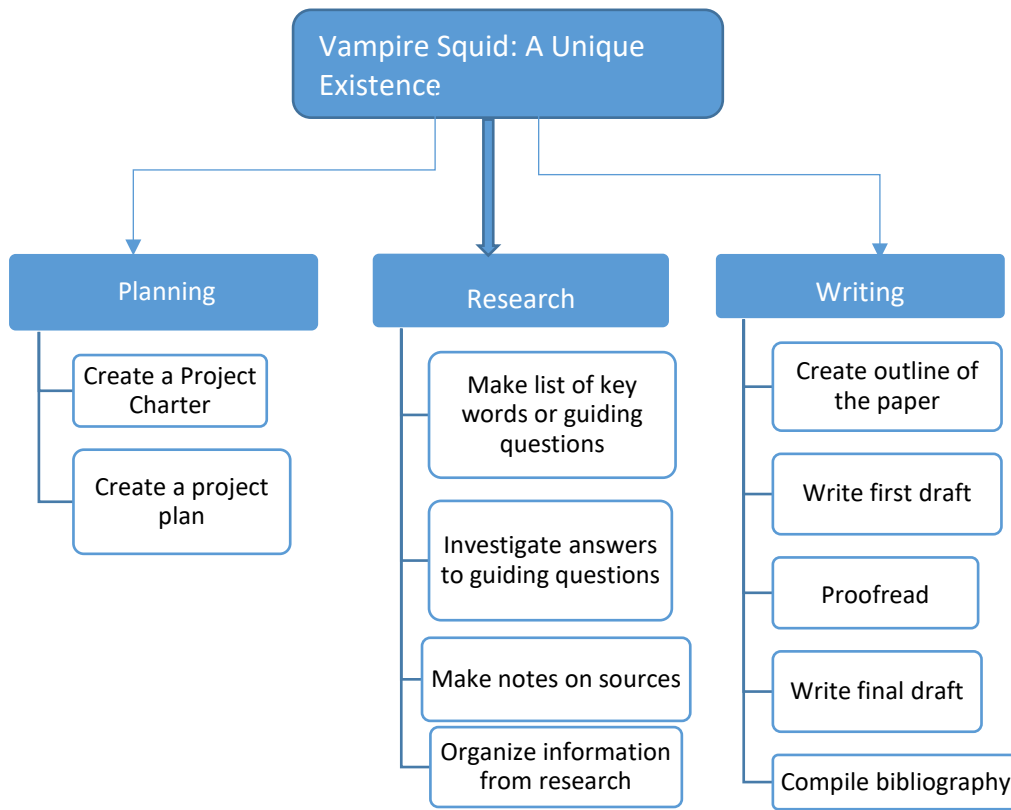 Vampire Squid: A Unique
Existence
Planning
Create a Project
Charter
Create a project
plan
Research
Make list of key
words or guiding
questions
Investigate answers
to guiding questions
Make notes on sources
Organize information
from research
Writing
Create outline of
the paper
Write first draft
Proofread
Write final draft
Compile bibliography